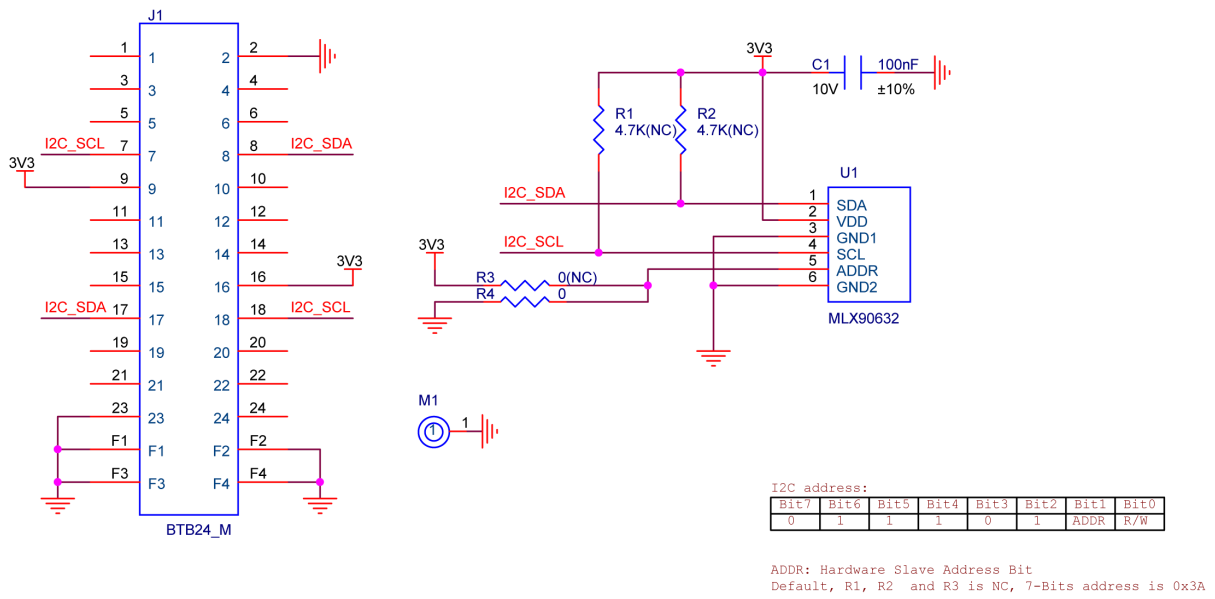 J1
1 1 2 2
3 3 4 4
5 5 6 6
I2C_SCL 7 7 8 8 I2C_SDA
3V3
9 9 10 10
11 11 12 12
13 13 14 14
3V3
15 15 16 16
I2C_SDA 17 17 18 18 I2C_SCL
19 19 20 20
21 21 22 22
23 23 24 24
F1 F1 F2 F2
F3 F3 F4 F4
BTB24_M
3V3
C1 100nF
10V ±10%
R1 R2
4.7K(NC) 4.7K(NC)
U1
I2C_SDA 1 SDA
2 VDD
3 GND1
I2C_SCL 4 SCL
5 ADDR
6 GND2
MLX90632
3V3
R3 0(NC)
R4 0
M1
1 1
I2C address:
Bit7 Bit6 Bit5 Bit4 Bit3 Bit2 Bit1 Bit0
0 1 1 1 0 1 ADDR R/W
ADDR: Hardware Slave Address Bit
Default, R1, R2 and R3 is NC, 7-Bits address is 0x3A